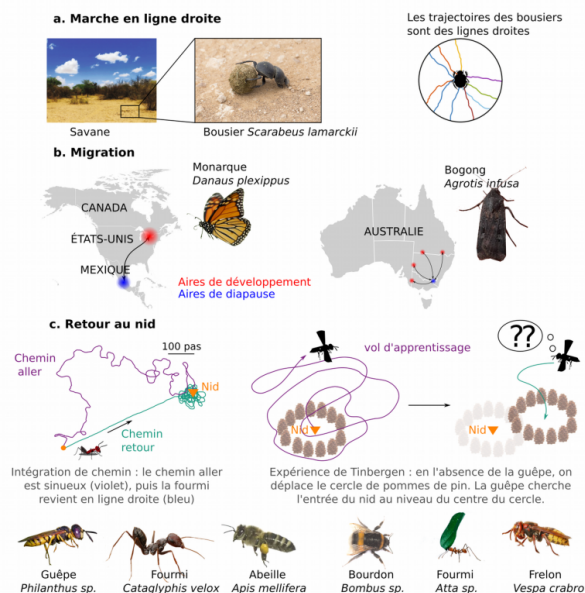 a. Marche en ligne droite
Les trajectoires des bousiers
sont des lignes droites
Savane
Bousier Scarabeus lamarckii
b. Migration
Monarque
Danaus plexippus
CANADA
ÉTATS-UNIS
MEXIQUE
Aires de développement
Aires de diapause
AUSTRALIE
Bogong
Agrotis infusa
c. Retour au nid
100 pas
Chemin
aller
Nid
Chemin
retour
Intégration de chemin : le chemin aller
est sinueux (violet), puis la fourmi
revient en ligne droite (bleu)
vol d'apprentissage
Nid
??
Nid
Expérience de Tinbergen : en l'absence de la guêpe, on
déplace le cercle de pommes de pin. La guêpe cherche
l'entrée du nid au niveau du centre du cercle.
Guêpe
Philanthus sp.
Fourmi
Cataglyphis velox
Abeille
Apis mellifera
Bourdon
Bombus sp.
Fourmi
Atta sp.
Frelon
Vespa crabro